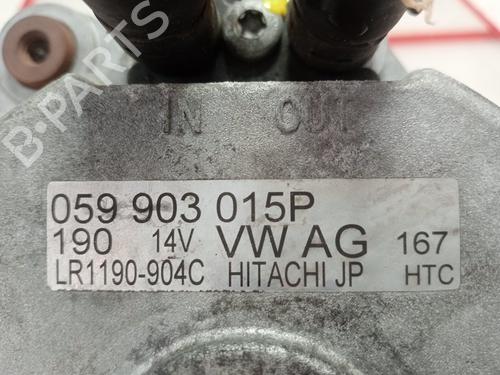 IN OUT
059 903 015P
190 14V VW AG 167
LR1190-904C HITACHI JP HTC
B-PARTS